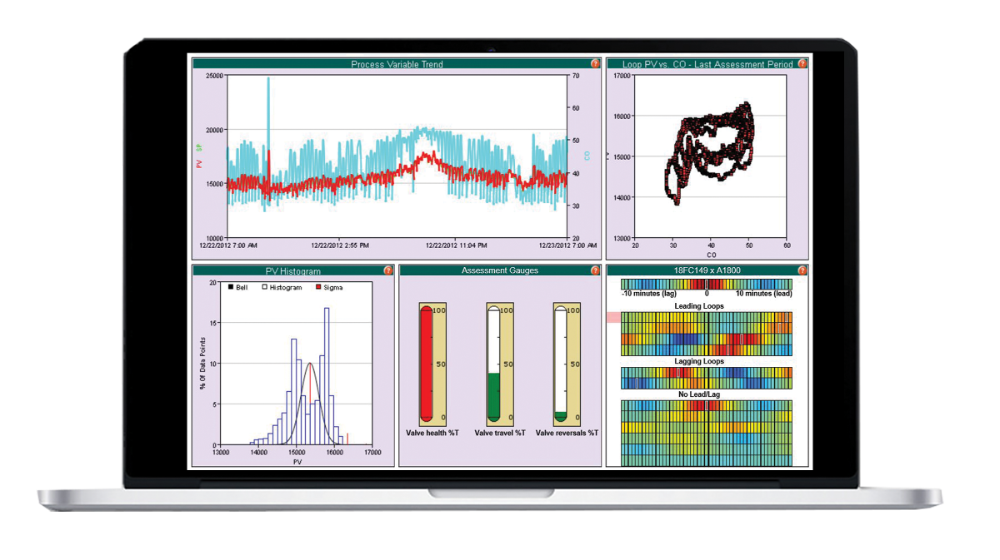 Process Variable Trend
25000
20000
15000
10000
70
60
50
40
30
20
PV
SP
CO
12/22/2012 7:00 AM
12/22/2012 2:55 PM
12/22/2012 11:04 PM
12/23/2012 7:00 AM
Loop PV vs. CO - Last Assessment Period
17000
16000
15000
14000
13000
20
30
40
50
60
CO
PV Histogram
20
15
10
5
0
% Of Data Points
Bell
Histogram
Sigma
13000
14000
15000
16000
17000
PV
Assessment Gauges
100
50
0
Valve health %T
100
50
0
Valve travel %T
100
50
0
Valve reversals %T
18FC149 x A1800
-10 minutes (lag) 0 10 minutes (lead)
Leading Loops
Lagging Loops
No Lead/Lag